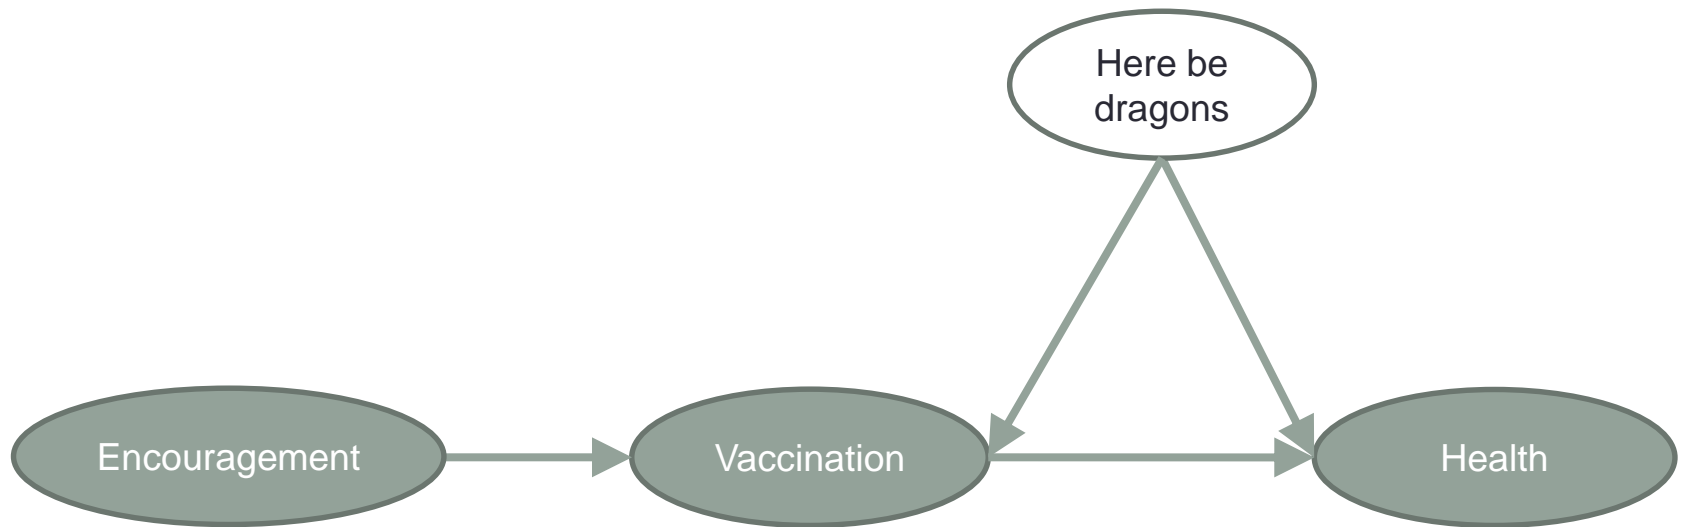 Here be
dragons
Encouragement
Vaccination
Health